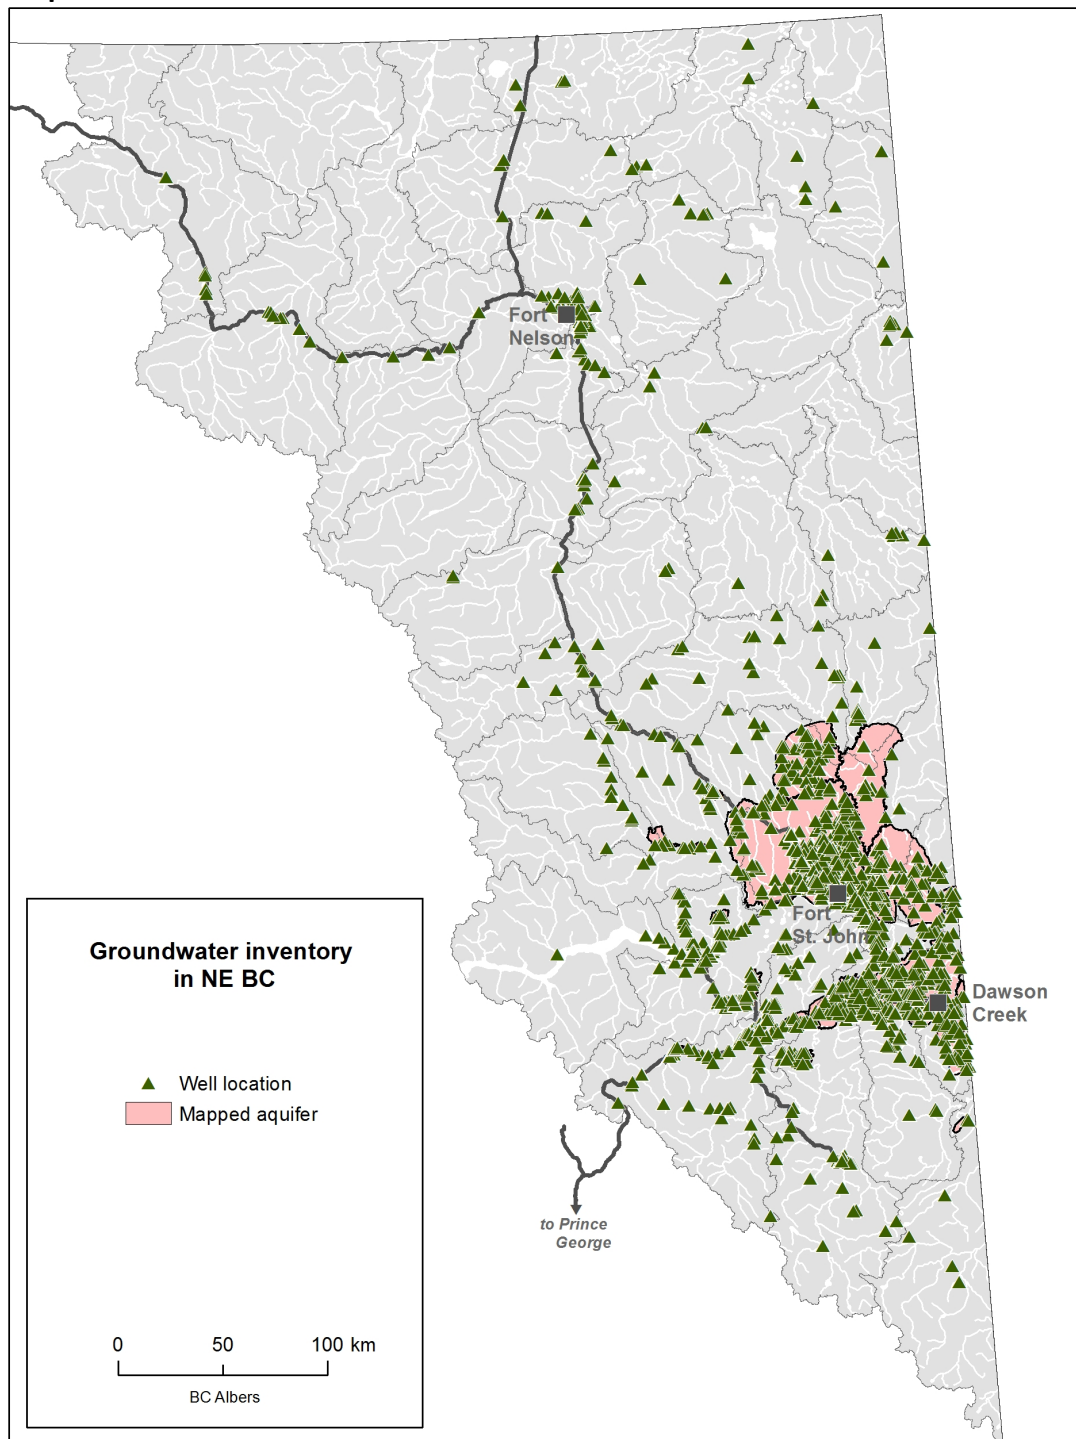 Fort
Nelson
Fort
St. John
Dawson
Creek
to Prince
George
Groundwater inventory
in NE BC
Well location
Mapped aquifer
0 50 100 km
BC Albers